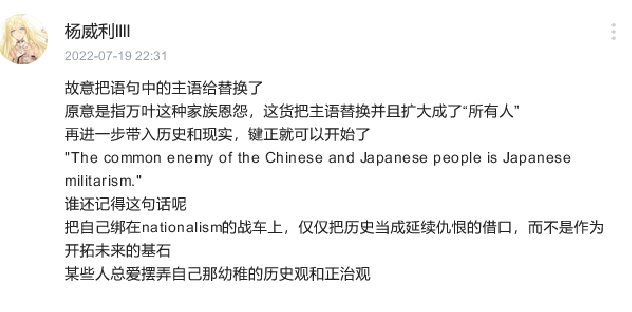 杨威利llll
2022-07-19 22:31
故意把语句中的主语给替换了
原意是指万叶这种家族恩怨，这货把主语替换并且扩大成了“所有人”
再进一步带入历史和现实，键正就可以开始了
"The common enemy of the Chinese and Japanese people is Japanese
militarism."
谁还记得这句话呢
把自己绑在nationalism的战车上，仅仅把历史当成延续仇恨的借口，而不是作为
开拓未来的基石
某些人总爱摆弄自己那幼稚的历史观和正治观